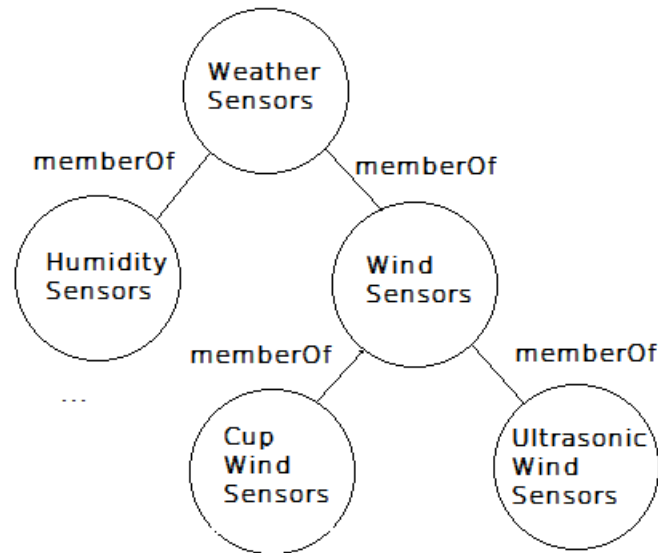 Weather
Sensors
memberOf
memberOf
Humidity
Sensors
Wind
Sensors
memberOf
memberOf
...
Cup
Wind
Sensors
Ultrasonic
Wind
Sensors